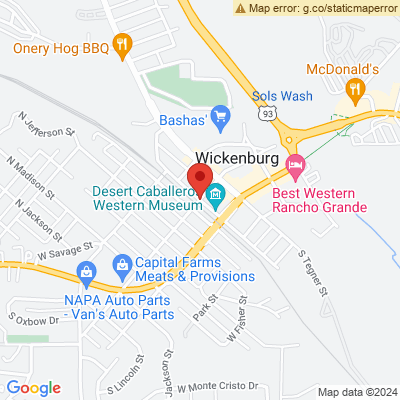 Map error: g.co/staticmaperror
Onery Hog BBQ
McDonald's
Sols Wash
93
Bashas'
N Jefferson St
Wickenburg
N Madison St
Desert Caballeros
Western Museum
Best Western
Rancho Grande
N Jackson St
W Savage St
Capital Farms
Meats & Provisions
S Tegner St
NAPA Auto Parts
- Van's Auto Parts
Park St
S Oxbow Dr
W Fisher St
S Lincoln St
Jackson St
W Monte Cristo Dr
Google
Map data ©2024